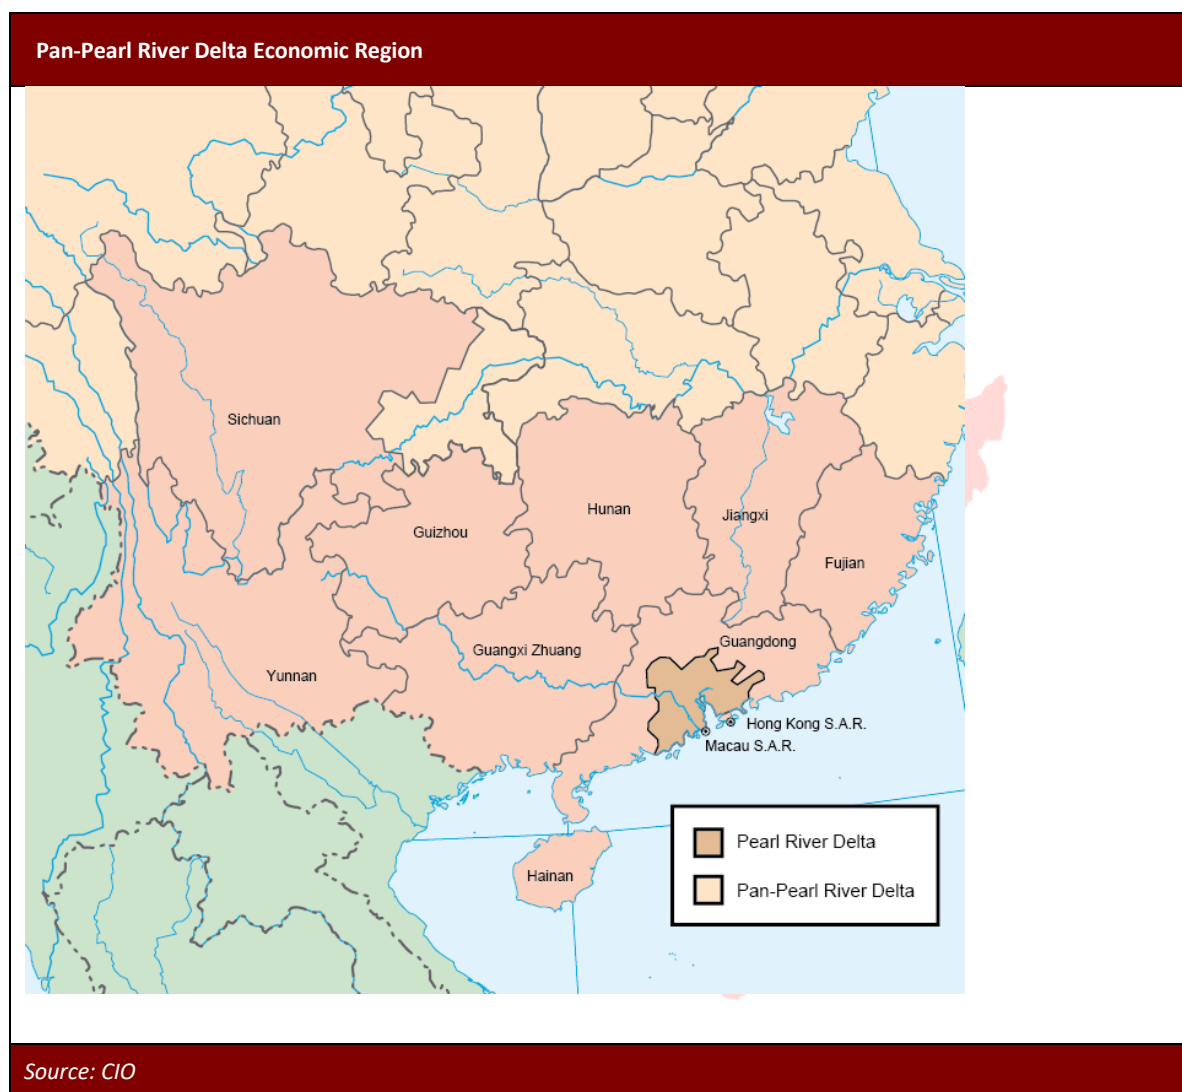 Pan-Pearl River Delta Economic Region
Sichuan
Guizhou
Hunan
Jiangxi
Fujian
Guangdong
Guangxi Zhuang
Yunnan
Hong Kong S.A.R.
Macau S.A.R.
Hainan
Pearl River Delta
Pan-Pearl River Delta
Source: CIO